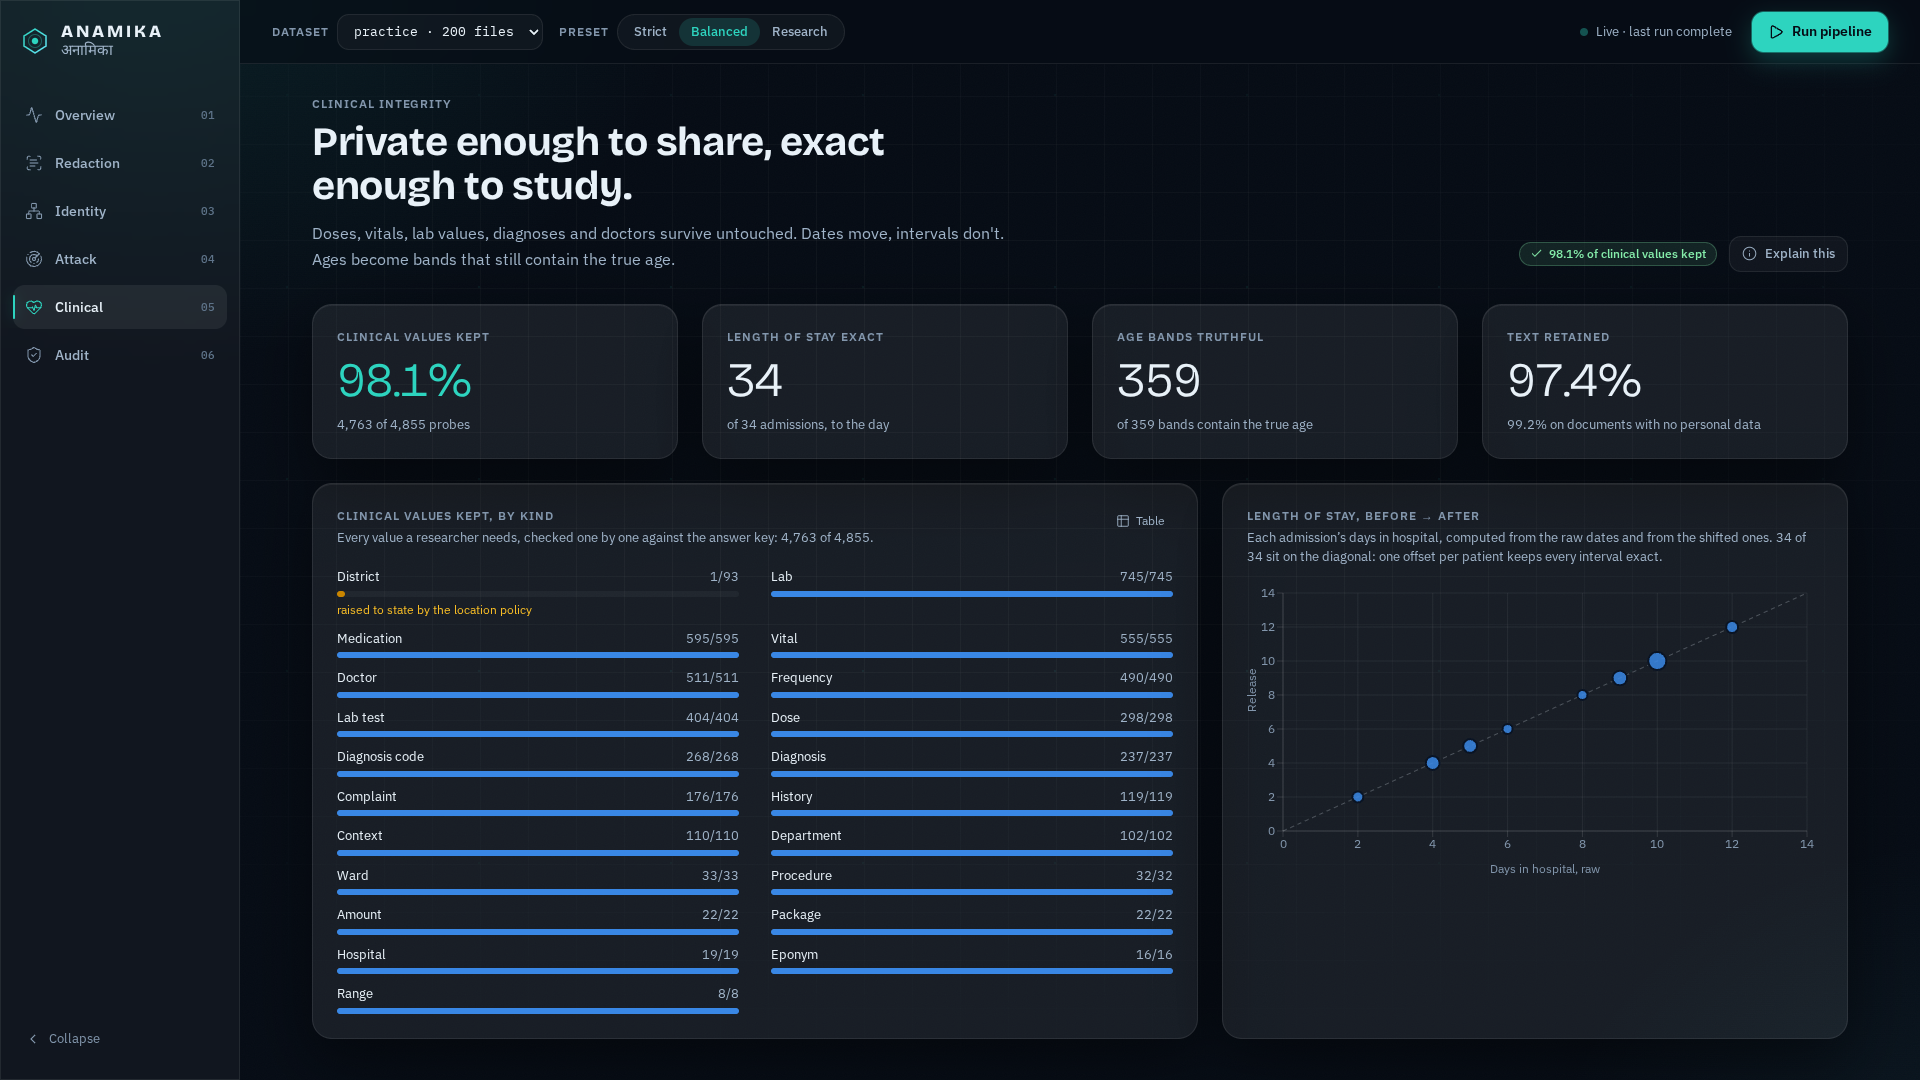 ANAMIKA
अनामिका
Overview 01
Redaction 02
Identity 03
Attack 04
Clinical 05
Audit 06
Collapse
DATASET practice · 200 files PRESET Strict Balanced Research
Live · last run complete
Run pipeline
CLINICAL INTEGRITY
Private enough to share, exact
enough to study.
Doses, vitals, lab values, diagnoses and doctors survive untouched. Dates move, intervals don't.
Ages become bands that still contain the true age.
98.1% of clinical values kept
Explain this
CLINICAL VALUES KEPT
98.1%
4,763 of 4,855 probes
LENGTH OF STAY EXACT
34
of 34 admissions, to the day
AGE BANDS TRUTHFUL
359
of 359 bands contain the true age
TEXT RETAINED
97.4%
99.2% on documents with no personal data
CLINICAL VALUES KEPT, BY KIND
Table
Every value a researcher needs, checked one by one against the answer key: 4,763 of 4,855.
District 1/93
raised to state by the location policy
Lab 745/745
Medication 595/595
Vital 555/555
Doctor 511/511
Frequency 490/490
Lab test 404/404
Dose 298/298
Diagnosis code 268/268
Diagnosis 237/237
Complaint 176/176
History 119/119
Context 110/110
Department 102/102
Ward 33/33
Procedure 32/32
Amount 22/22
Package 22/22
Hospital 19/19
Eponym 16/16
Range 8/8
LENGTH OF STAY, BEFORE → AFTER
Each admission's days in hospital, computed from the raw dates and from the shifted ones. 34 of
34 sit on the diagonal: one offset per patient keeps every interval exact.
Release
14
12
10
8
6
4
2
0
0 2 4 6 8 10 12 14
Days in hospital, raw